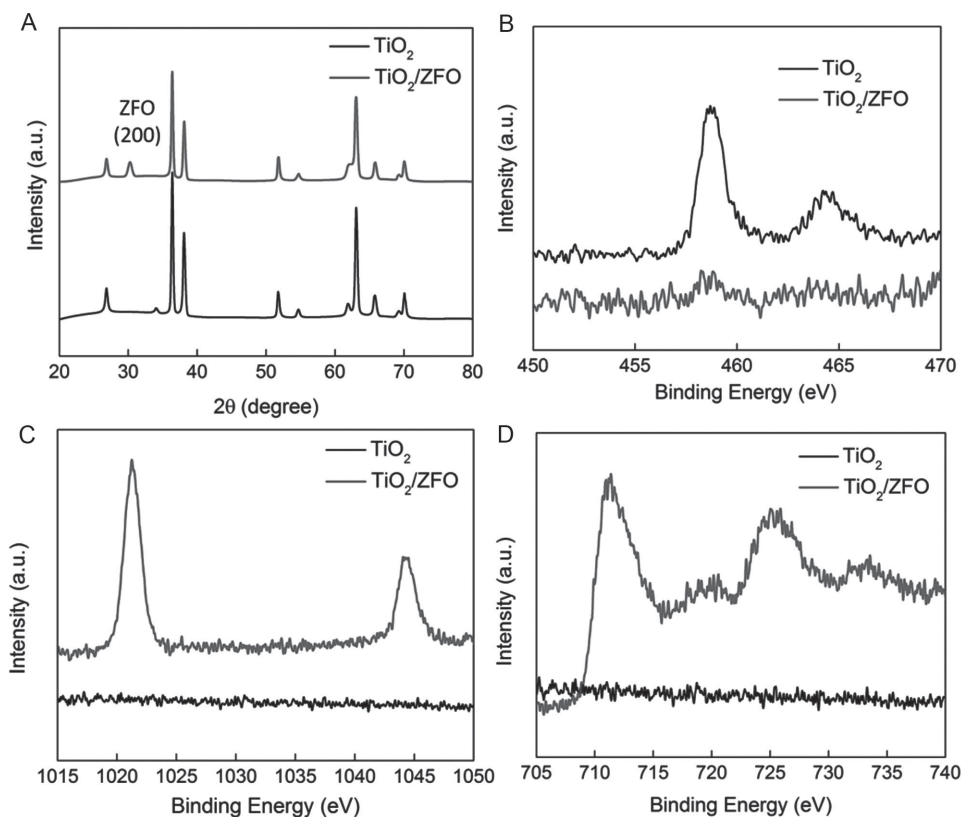 A
TiO2
TiO2/ZFO
ZFO
(200)
Intensity (a.u.)
20 30 40 50 60 70 80
2θ (degree)
B
TiO2
TiO2/ZFO
Intensity (a.u.)
450 455 460 465 470
Binding Energy (eV)
C
TiO2
TiO2/ZFO
Intensity (a.u.)
1015 1020 1025 1030 1035 1040 1045 1050
Binding Energy (eV)
D
TiO2
TiO2/ZFO
Intensity (a.u.)
705 710 715 720 725 730 735 740
Binding Energy (eV)